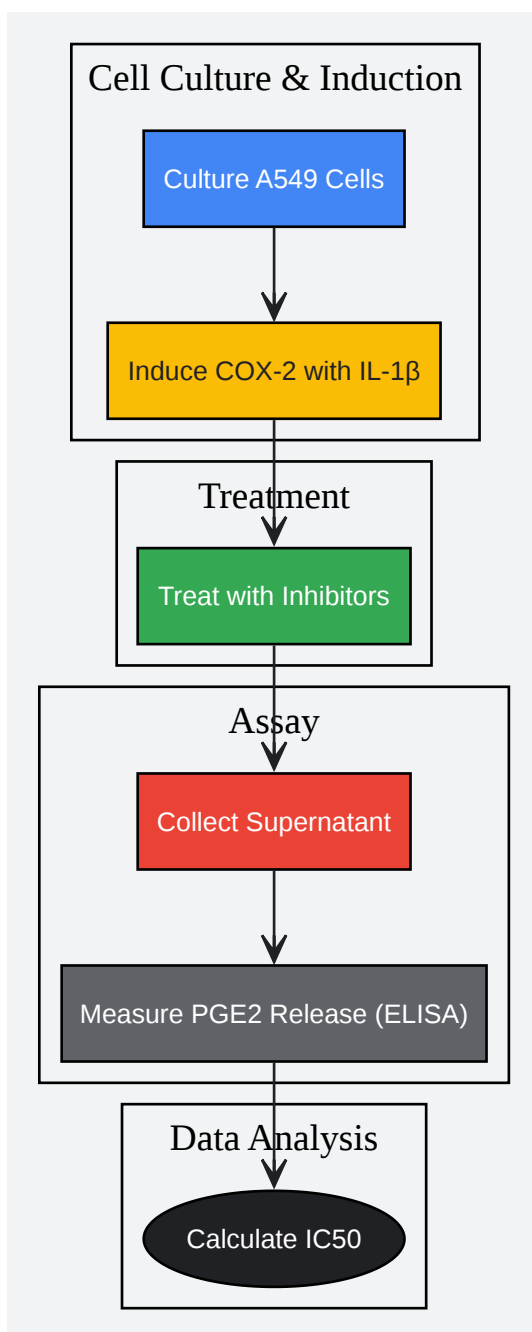 Cell Culture & Induction
Culture A549 Cells
Induce COX-2 with IL-1β
Treatment
Treat with Inhibitors
Assay
Collect Supernatant
Measure PGE2 Release (ELISA)
Data Analysis
Calculate IC50